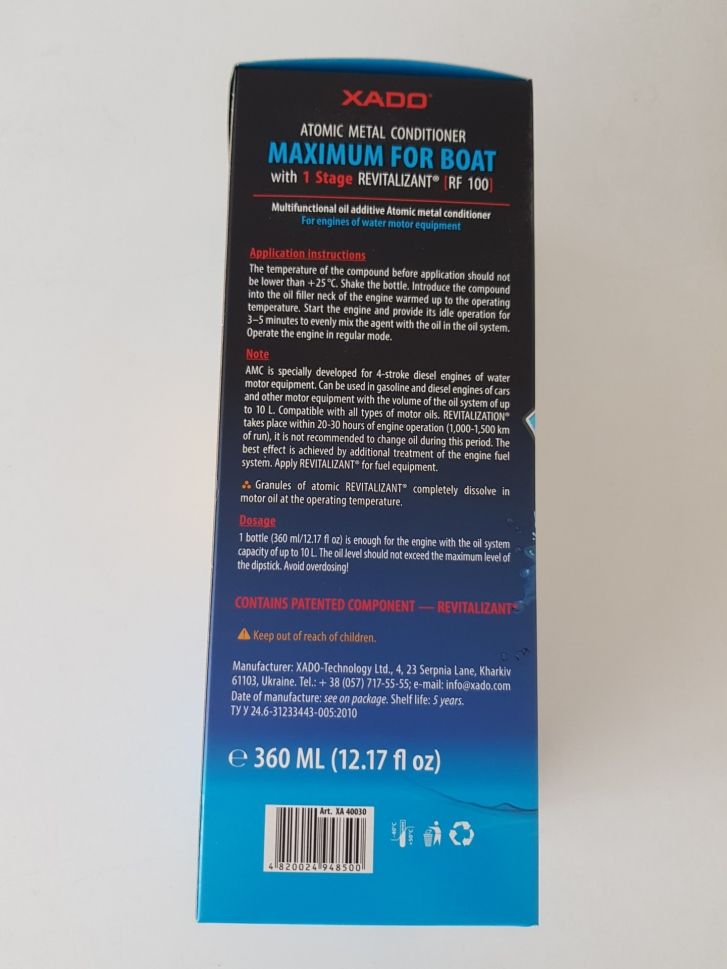 XADO®
ATOMIC METAL CONDITIONER
MAXIMUM FOR BOAT
with 1 Stage REVITALIZANT® [RF 100]
Multifunctional oil additive Atomic metal conditioner
For engines of water motor equipment
Application instructions
The temperature of the compound before application should not
be lower than +25 °C. Shake the bottle. Introduce the compound
into the oil filler neck of the engine warmed up to the operating
temperature. Start the engine and provide its idle operation for
3–5 minutes to evenly mix the agent with the oil in the oil system.
Operate the engine in regular mode.
Note
AMC is specially developed for 4-stroke diesel engines of water
motor equipment. Can be used in gasoline and diesel engines of cars
and other motor equipment with the volume of the oil system of up
to 10 L. Compatible with all types of motor oils. REVITALIZATION®
takes place within 20-30 hours of engine operation (1,000-1,500 km
of run), it is not recommended to change oil during this period. The
best effect is achieved by additional treatment of the engine fuel
system. Apply REVITALIZANT® for fuel equipment.
Granules of atomic REVITALIZANT® completely dissolve in
motor oil at the operating temperature.
Dosage
1 bottle (360 ml/12.17 fl oz) is enough for the engine with the oil system
capacity of up to 10 L. The oil level should not exceed the maximum level of
the dipstick. Avoid overdosing!
CONTAINS PATENTED COMPONENT — REVITALIZANT®
Keep out of reach of children.
Manufacturer: XADO-Technology Ltd., 4, 23 Serpnia Lane, Kharkiv
61103, Ukraine. Tel.: + 38 (057) 717-55-55; e-mail: info@xado.com
Date of manufacture: see on package. Shelf life: 5 years.
ТУ У 24.6-31233443-005:2010
℮ 360 ML (12.17 fl oz)
Art. XA 40030
-40°C
+50°C
4 820024 948500